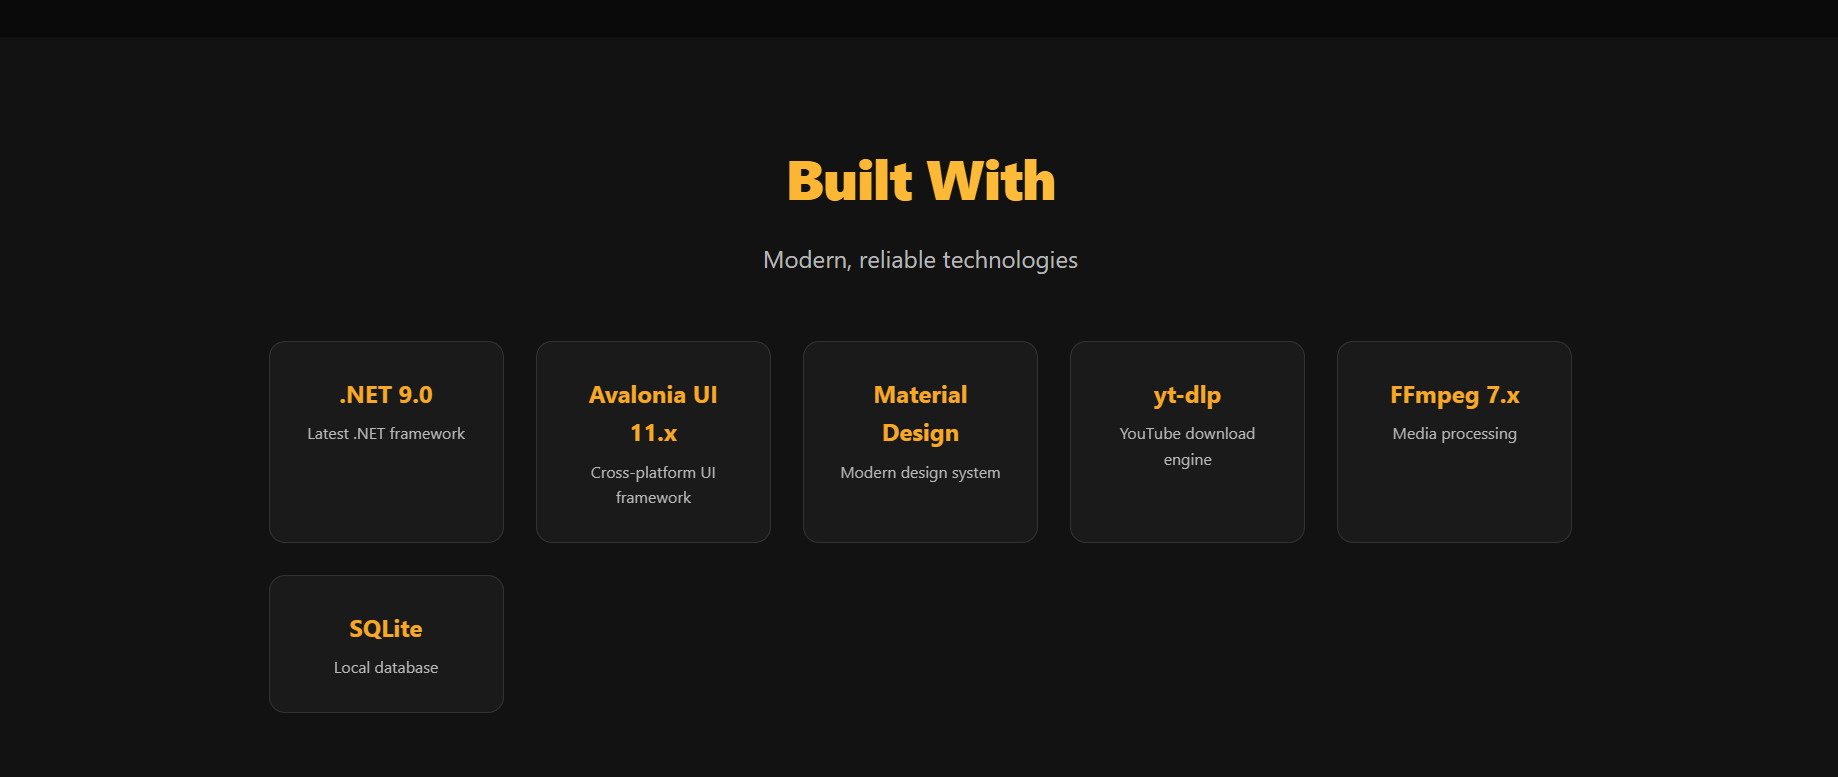 Built With
Modern, reliable technologies
.NET 9.0
Latest .NET framework
Avalonia UI
11.x
Cross-platform UI
framework
Material
Design
Modern design system
yt-dlp
YouTube download
engine
FFmpeg 7.x
Media processing
SQLite
Local database